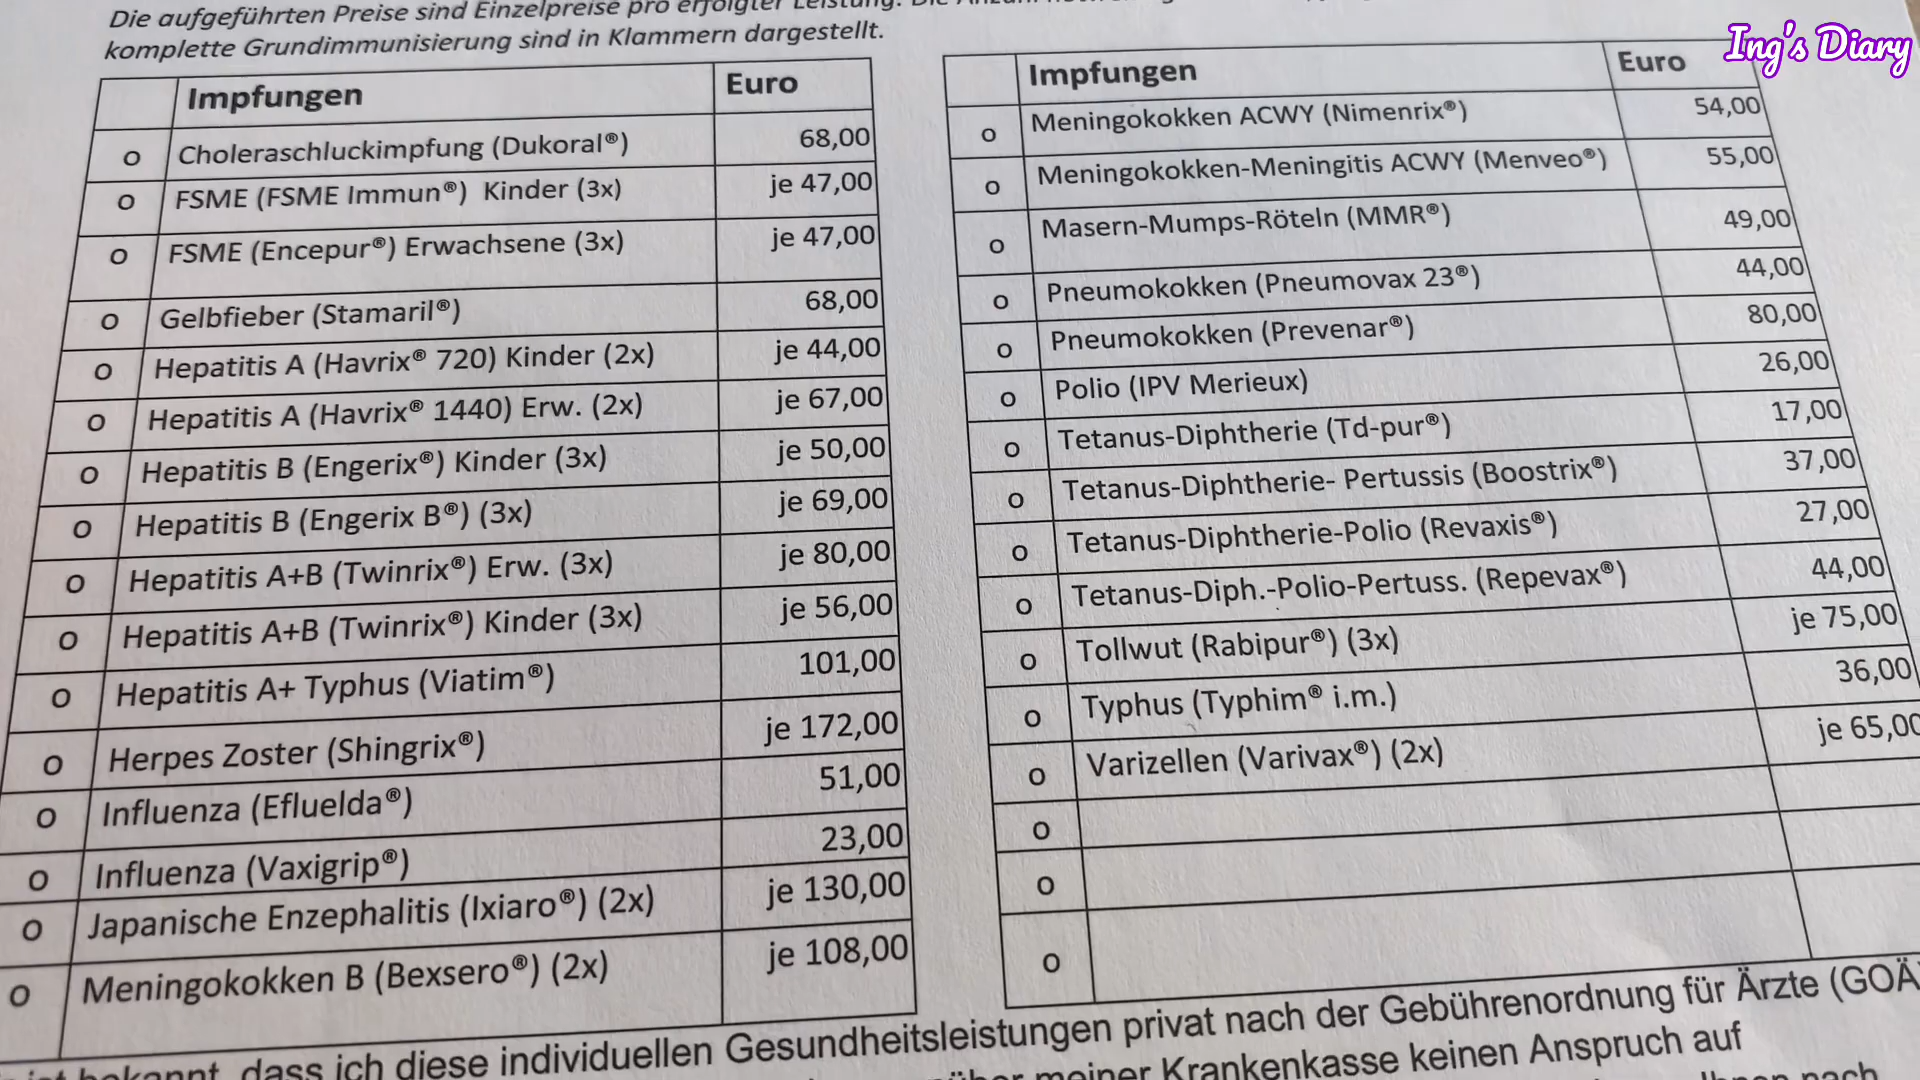 Die aufgeführten Preise sind Einzelpreise pro erfolgter Leistung.
komplette Grundimmunisierung sind in Klammern dargestellt.
Ing's Diary
Impfungen Euro
o Choleraschluckimpfung (Dukoral®) 68,00
o FSME (FSME Immun®) Kinder (3x) je 47,00
o FSME (Encepur®) Erwachsene (3x) je 47,00
o Gelbfieber (Stamaril®) 68,00
o Hepatitis A (Havrix® 720) Kinder (2x) je 44,00
o Hepatitis A (Havrix® 1440) Erw. (2x) je 67,00
o Hepatitis B (Engerix®) Kinder (3x) je 50,00
o Hepatitis B (Engerix B®) (3x) je 69,00
o Hepatitis A+B (Twinrix®) Erw. (3x) je 80,00
o Hepatitis A+B (Twinrix®) Kinder (3x) je 56,00
o Hepatitis A+ Typhus (Viatim®) 101,00
o Herpes Zoster (Shingrix®) je 172,00
o Influenza (Efluelda®) 51,00
o Influenza (Vaxigrip®) 23,00
o Japanische Enzephalitis (Ixiaro®) (2x) je 130,00
o Meningokokken B (Bexsero®) (2x) je 108,00
Impfungen Euro
o Meningokokken ACWY (Nimenrix®) 54,00
o Meningokokken-Meningitis ACWY (Menveo®) 55,00
o Masern-Mumps-Röteln (MMR®) 49,00
o Pneumokokken (Pneumovax 23®) 44,00
o Pneumokokken (Prevenar®) 80,00
o Polio (IPV Merieux) 26,00
o Tetanus-Diphtherie (Td-pur®) 17,00
o Tetanus-Diphtherie- Pertussis (Boostrix®) 37,00
o Tetanus-Diphtherie-Polio (Revaxis®) 27,00
o Tetanus-Diph.-Polio-Pertuss. (Repevax®) 44,00
o Tollwut (Rabipur®) (3x) je 75,00
o Typhus (Typhim® i.m.) 36,00
o Varizellen (Varivax®) (2x) je 65,00
o
o
o
ist bekannt, dass ich diese individuellen Gesundheitsleistungen privat nach der Gebührenordnung für Ärzte (GOÄ
meiner Krankenkasse keinen Anspruch auf
nach